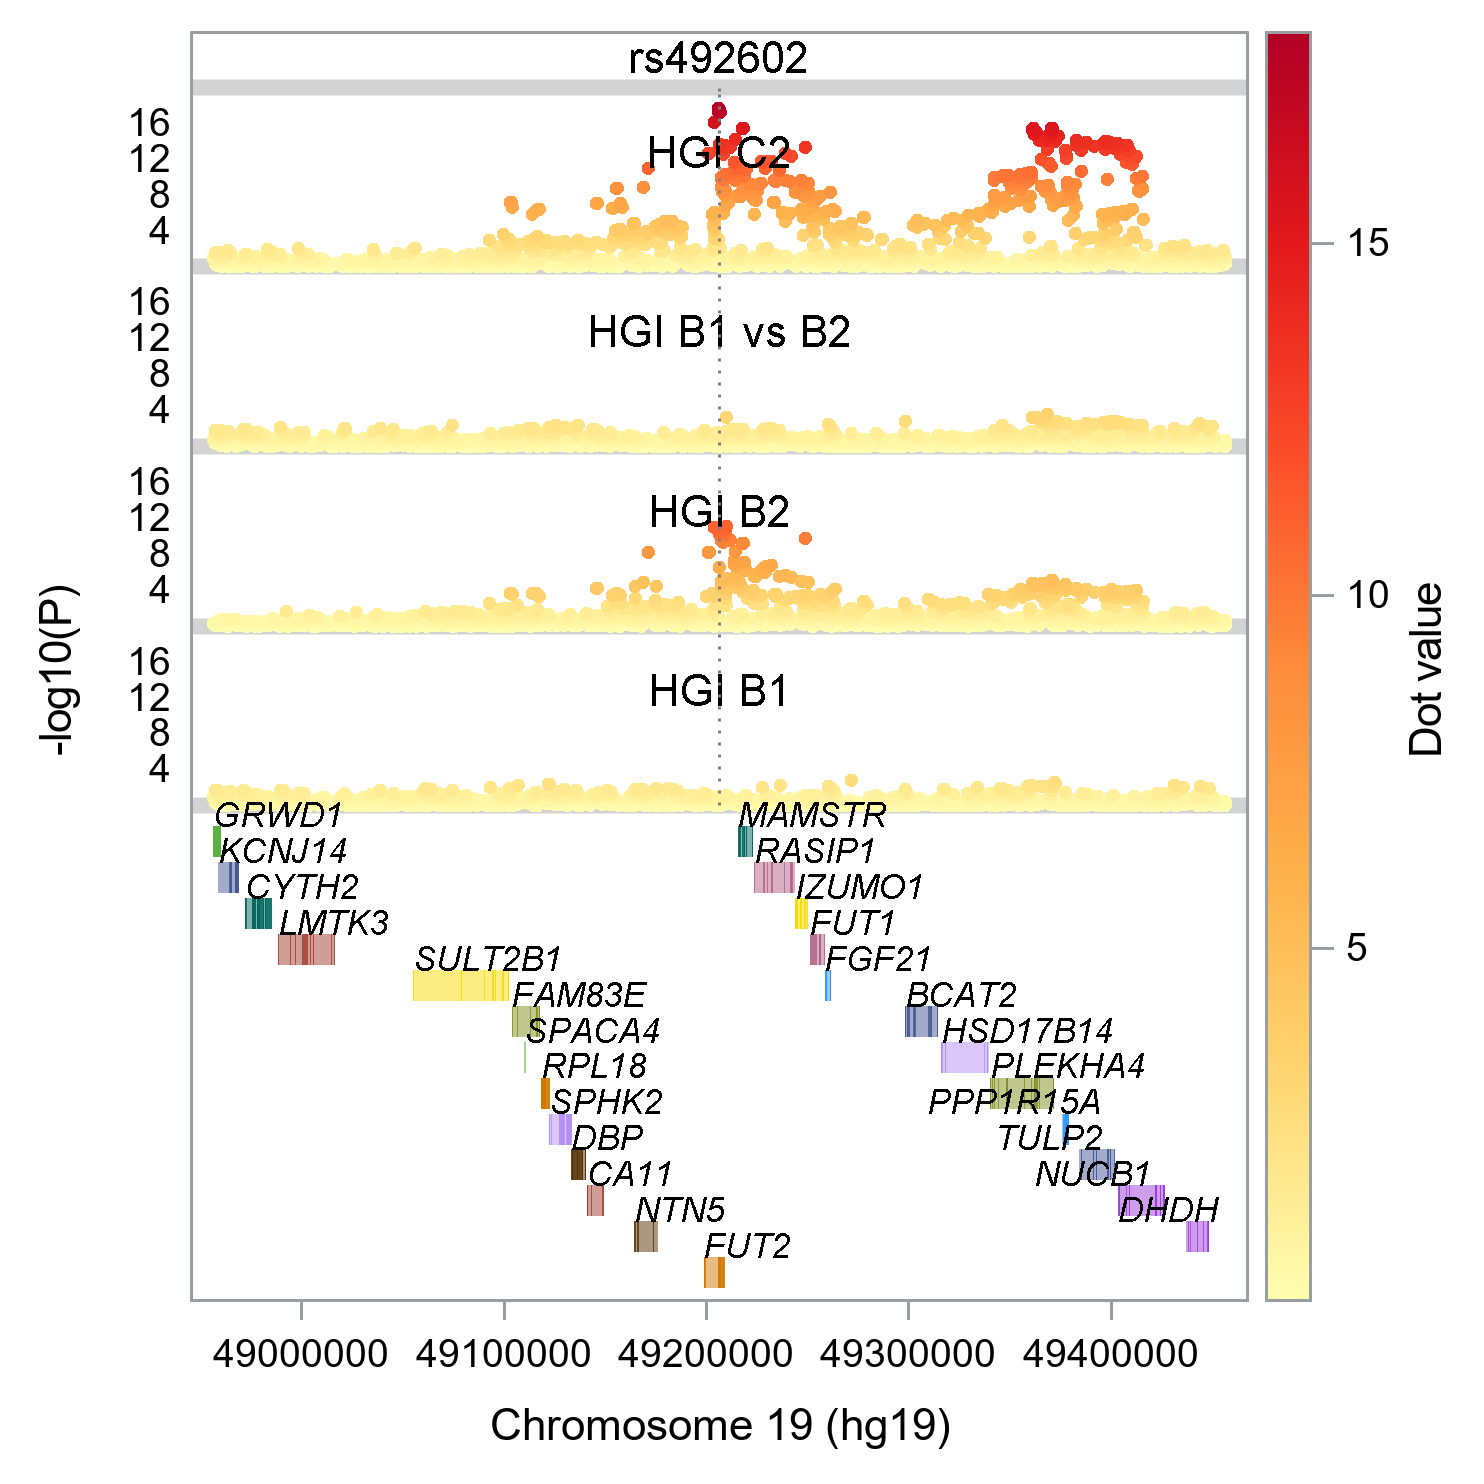 rs492602
16
12
8
4
HGI C2
16
12
8
4
HGI B1 vs B2
16
12
8
4
HGI B2
16
12
8
4
HGI B1
-log10(P)
GRWD1
MAMSTR
KCNJ14
RASIP1
CYTH2
IZUMO1
LMTK3
FUT1
SULT2B1
FGF21
FAM83E
BCAT2
SPACA4
HSD17B14
RPL18
PLEKHA4
SPHK2
PPP1R15A
DBP
TULP2
CA11
NUCB1
NTN5
DHDH
FUT2
49000000
49100000
49200000
49300000
49400000
Chromosome 19 (hg19)
15
10
5
Dot value